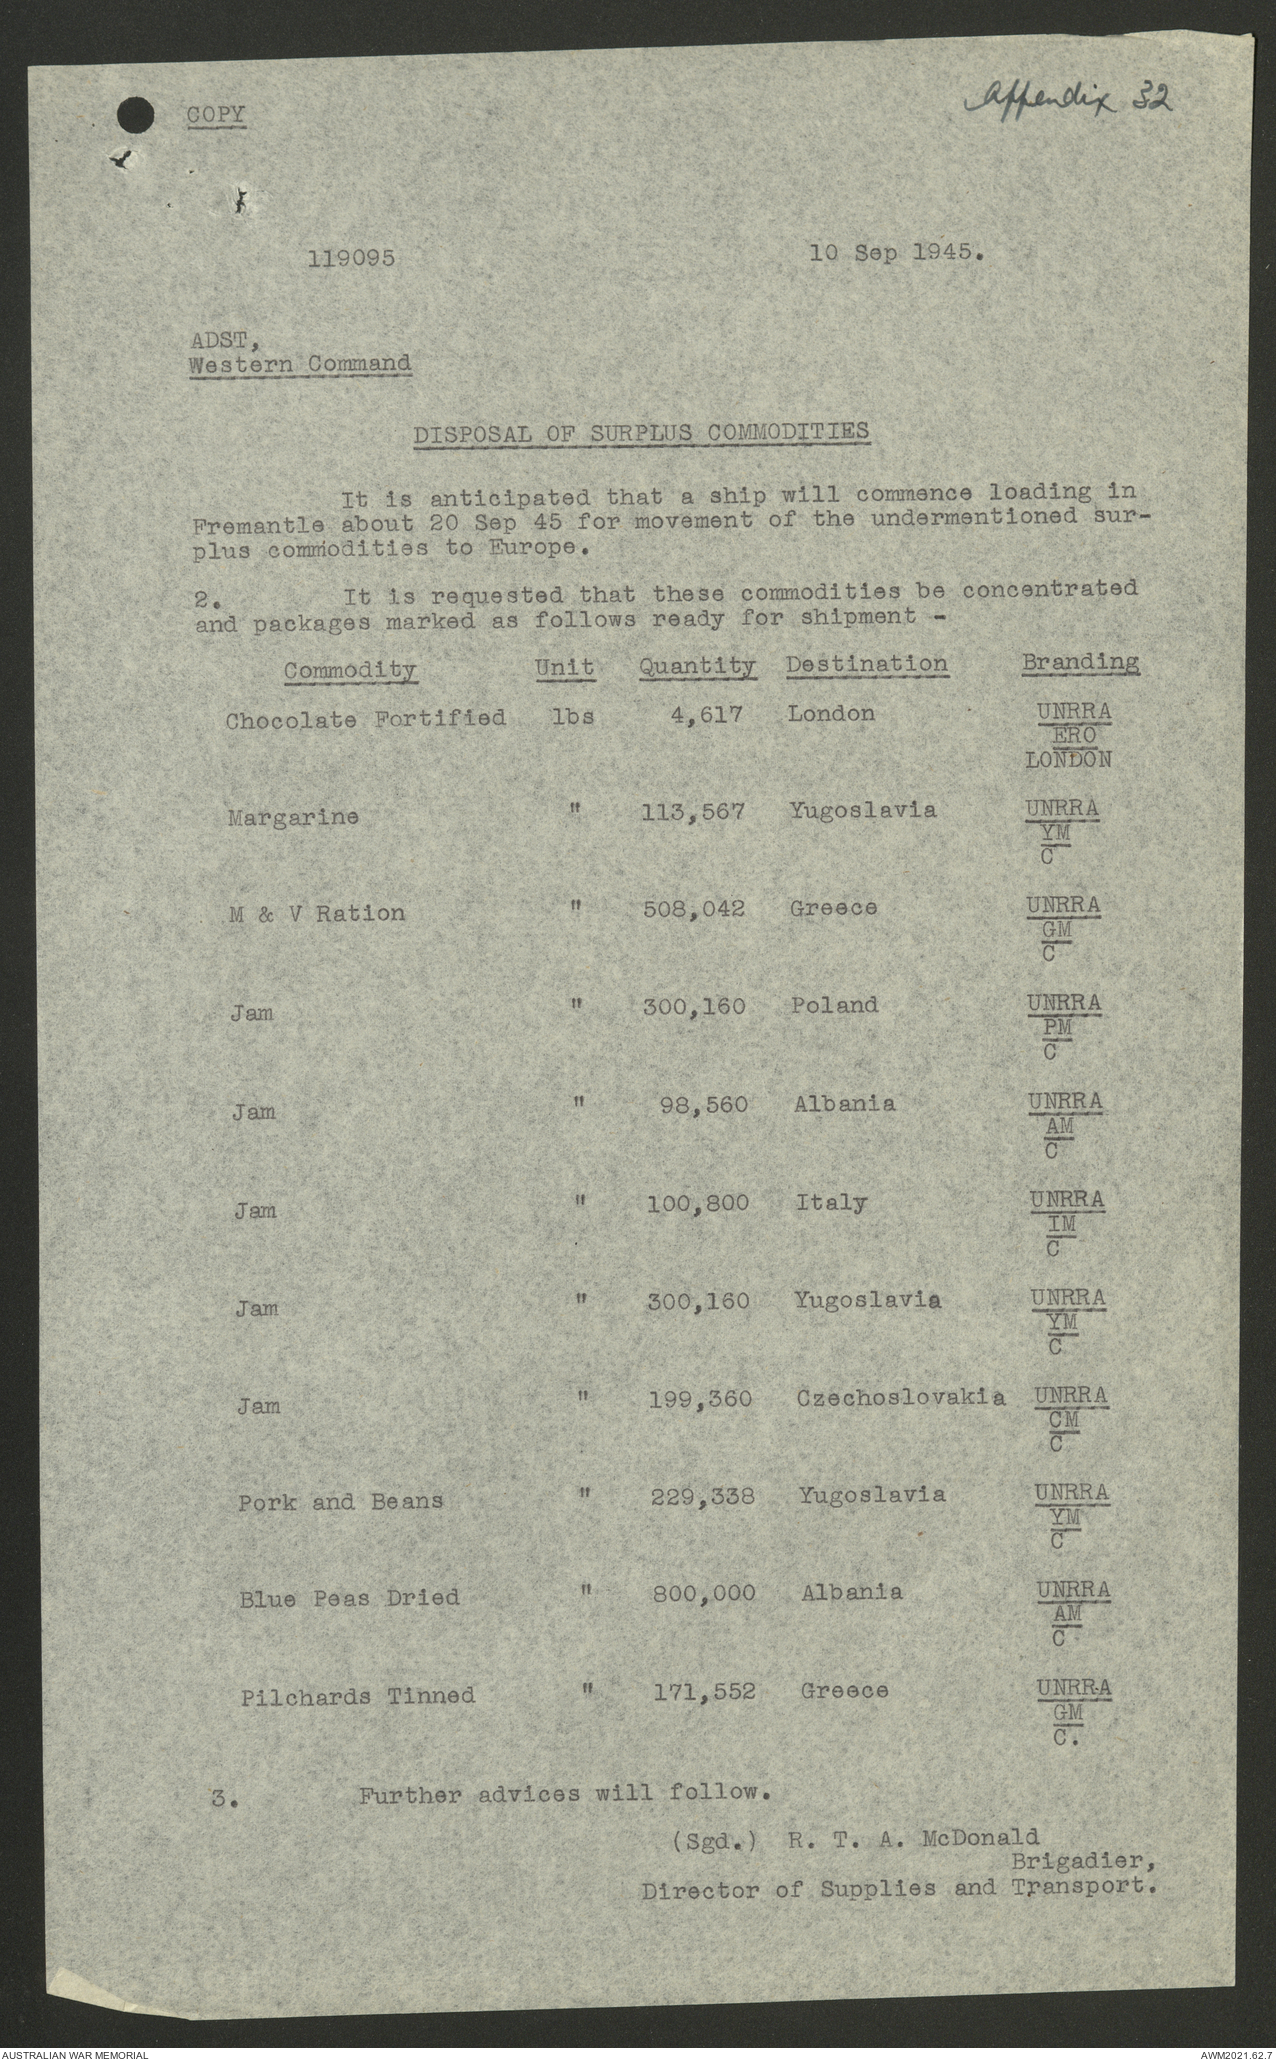 Appendix 32
COPY
119095 10 Sep 1945.
ADST,
Western Command
DISPOSAL OF SURPLUS COMMODITIES
It is anticipated that a ship will commence loading in
Fremantle about 20 Sep 45 for movement of the undermentioned sur-
plus commodities to Europe.
2. It is requested that these commodities be concentrated
and packages marked as follows ready for shipment -
Commodity Unit Quantity Destination Branding
Chocolate Fortified lbs 4,617 London UNRRA
ERO
LONDON
Margarine " 113,567 Yugoslavia UNRRA
YM
C
M & V Ration " 508,042 Greece UNRRA
GM
C
Jam " 300,160 Poland UNRRA
PM
C
Jam " 98,560 Albania UNRRA
AM
C
Jam " 100,800 Italy UNRRA
IM
C
Jam " 300,160 Yugoslavia UNRRA
YM
C
Jam " 199,360 Czechoslovakia UNRRA
CM
C
Pork and Beans " 229,338 Yugoslavia UNRRA
YM
C
Blue Peas Dried " 800,000 Albania UNRRA
AM
C
Pilchards Tinned " 171,552 Greece UNRRA
GM
C.
3. Further advices will follow.
(Sgd.) R. T. A. McDonald
Brigadier,
Director of Supplies and Transport.
AUSTRALIAN WAR MEMORIAL AWM2021.62.7